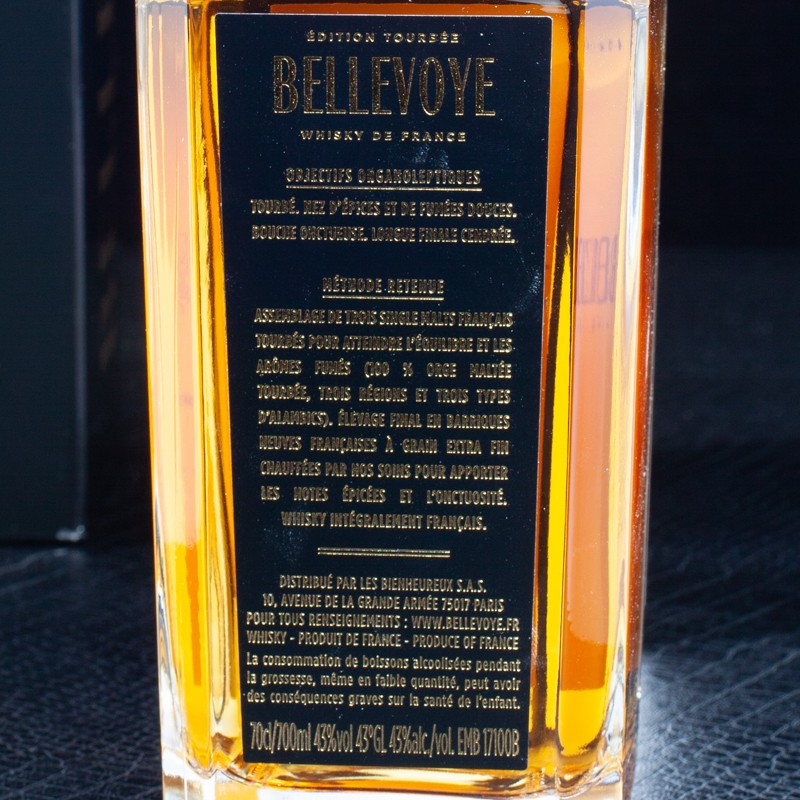 ÉDITION TOURBÉE
BELLEVOYE
WHISKY DE FRANCE
OBJECTIFS ORGANOLEPTIQUES
TOURBÉ. NEZ D'ÉPICES ET DE FUMÉES DOUCES.
BOUCHE ONCTUEUSE. LONGUE FINALE CENDRÉE.
MÉTHODE RETENUE
ASSEMBLAGE DE TROIS SINGLE MALTS FRANÇAIS
TOURBÉS POUR ATTEINDRE L'ÉQUILIBRE ET LES
ARÔMES FUMÉS (100 % ORGE MALTÉE
TOURBÉE, TROIS RÉGIONS ET TROIS TYPES
D'ALAMBICS). ÉLEVAGE FINAL EN BARRIQUES
NEUVES FRANÇAISES À GRAIN EXTRA FIN
CHAUFFÉES PAR NOS SOINS POUR APPORTER
LES NOTES ÉPICÉES ET L'ONCTUOSITÉ.
WHISKY INTÉGRALEMENT FRANÇAIS.
DISTRIBUÉ PAR LES BIENHEUREUX S.A.S.
10, AVENUE DE LA GRANDE ARMÉE 75017 PARIS
POUR TOUS RENSEIGNEMENTS : WWW.BELLEVOYE.FR
WHISKY - PRODUIT DE FRANCE - PRODUCE OF FRANCE
La consommation de boissons alcoolisées pendant
la grossesse, même en faible quantité, peut avoir
des conséquences graves sur la santé de l'enfant.
70cl/700ml 43%vol 43°GL 43%alc/vol. EMB 17100B